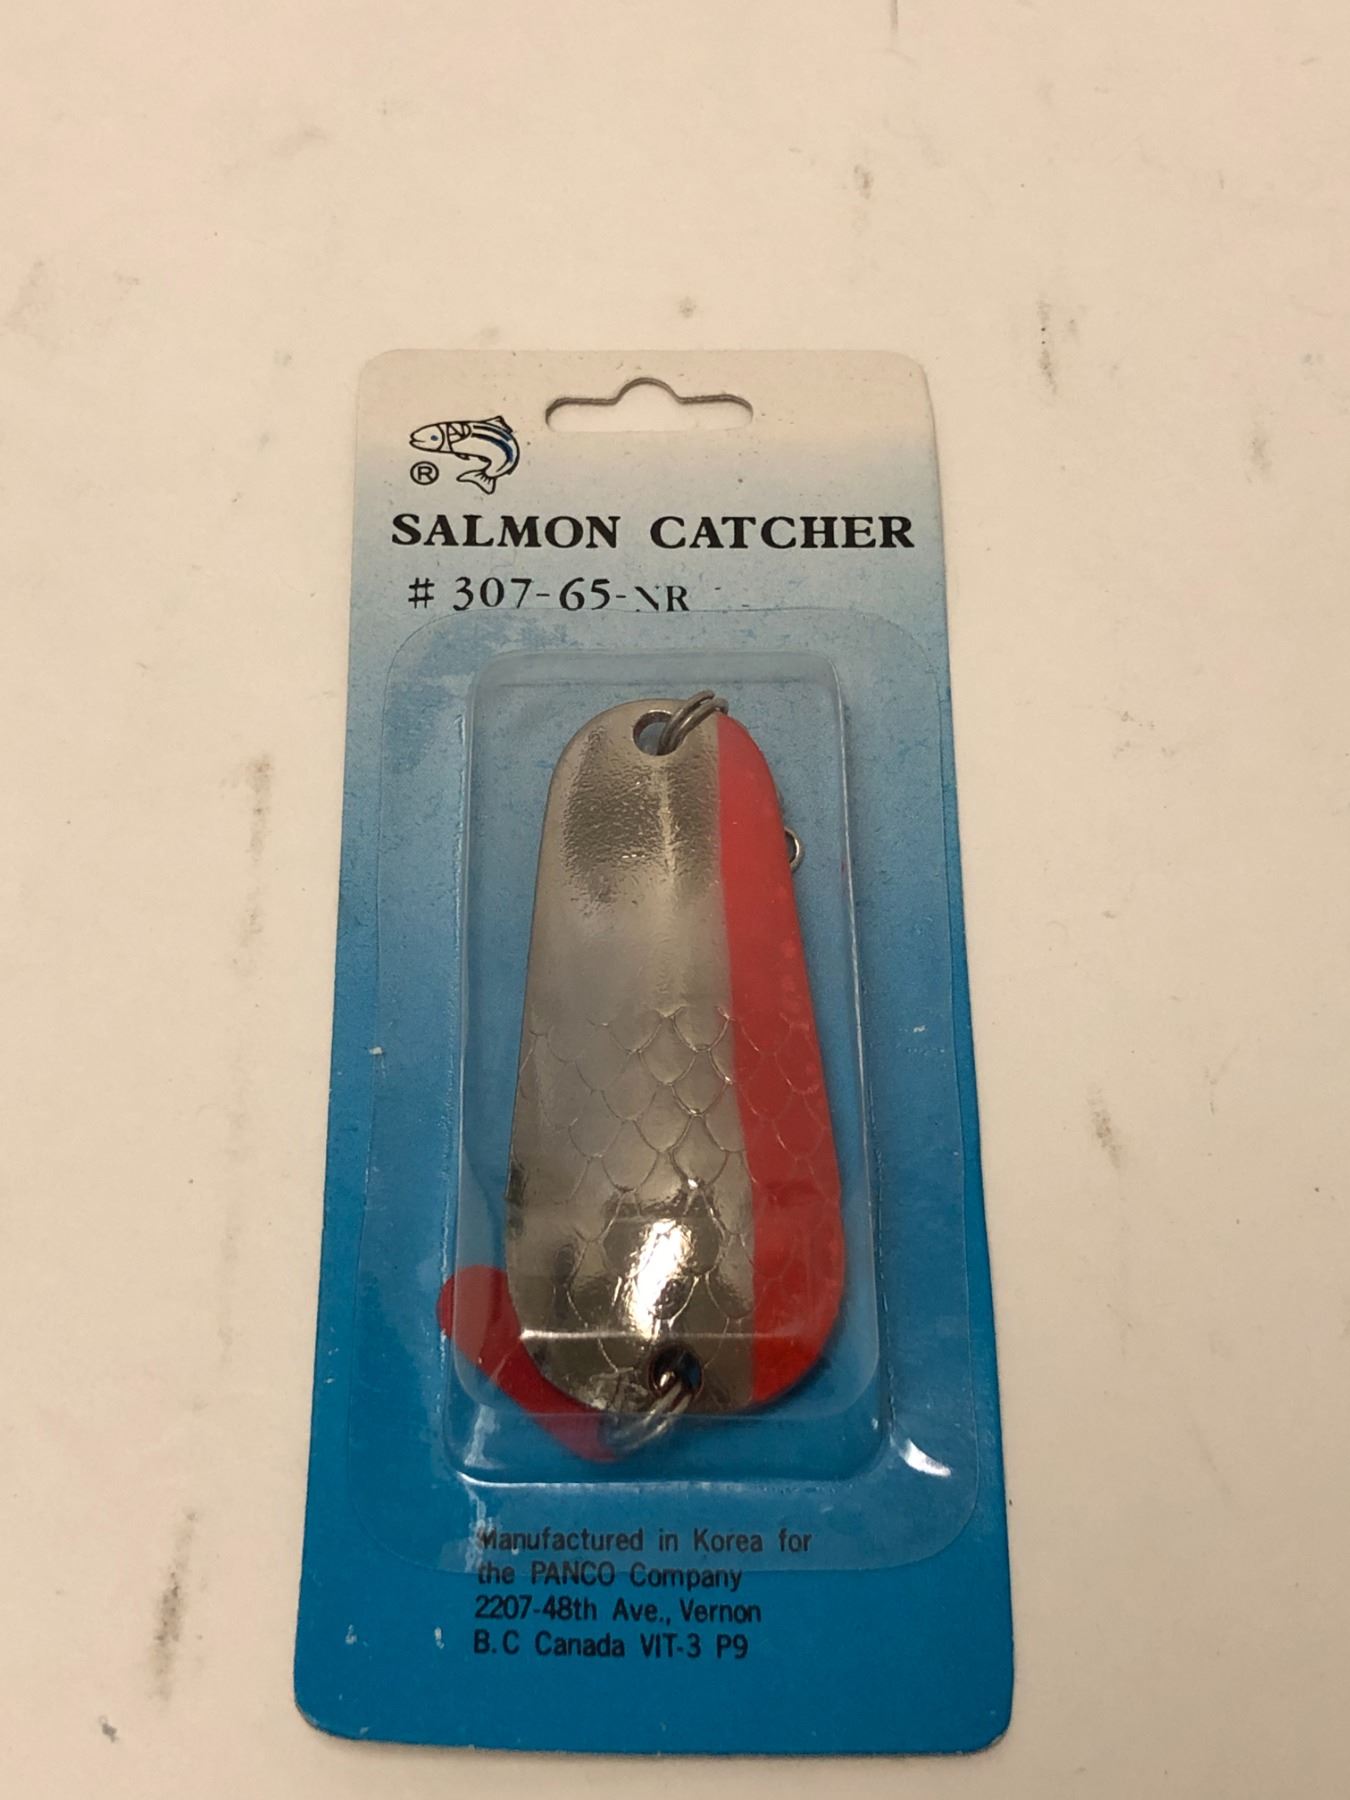 ®
SALMON CATCHER
# 307-65-NR
Manufactured in Korea for
the PANCO Company
2207-48th Ave., Vernon
B.C Canada VIT-3 P9